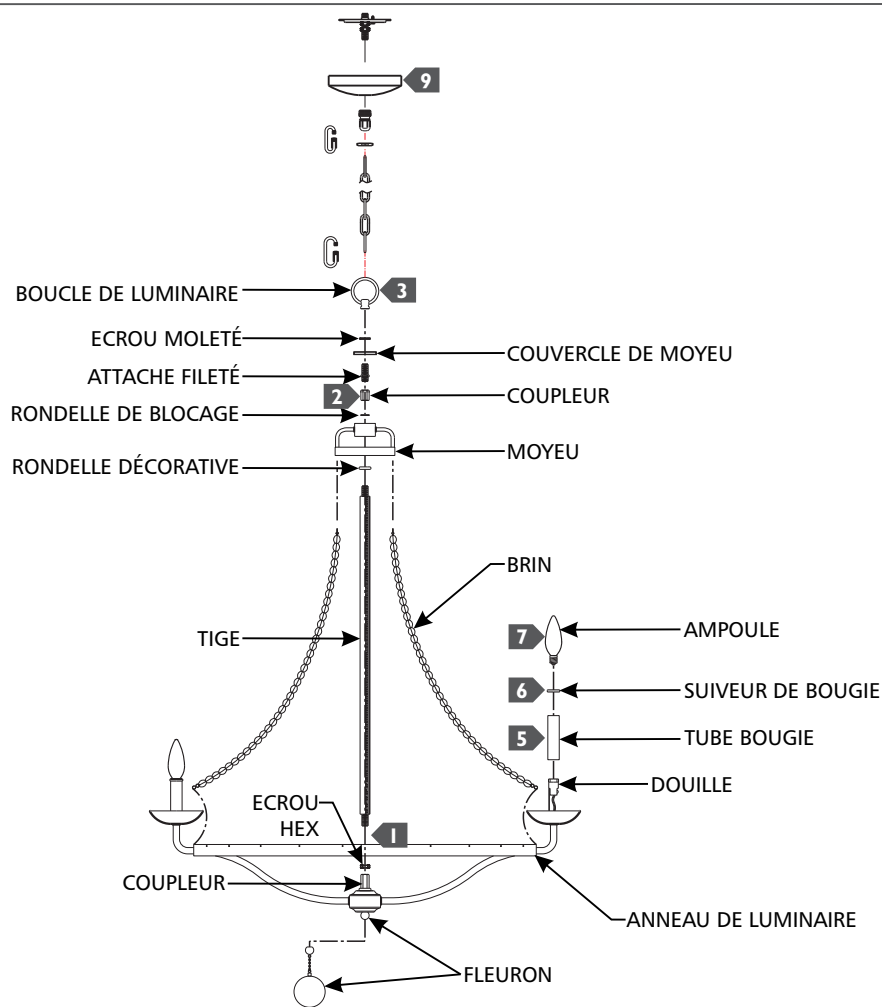 9
BOUCLE DE LUMINAIRE
3
ECROU MOLETÉ
COUVERCLE DE MOYEU
ATTACHE FILETÉ
2
COUPLEUR
RONDELLE DE BLOCAGE
MOYEU
RONDELLE DÉCORATIVE
BRIN
TIGE
7
AMPOULE
6
SUIVEUR DE BOUGIE
5
TUBE BOUGIE
DOUILLE
ECROU
HEX
1
COUPLEUR
ANNEAU DE LUMINAIRE
FLEURON